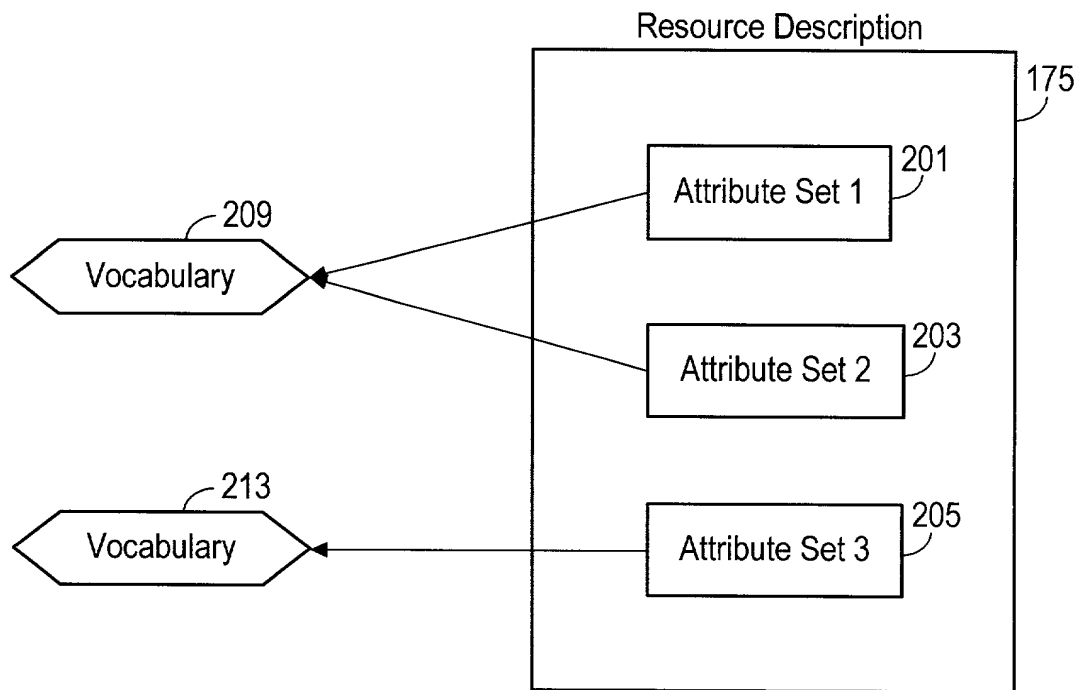 Resource Description
175
201
Attribute Set 1
209
Vocabulary
203
Attribute Set 2
213
Vocabulary
205
Attribute Set 3